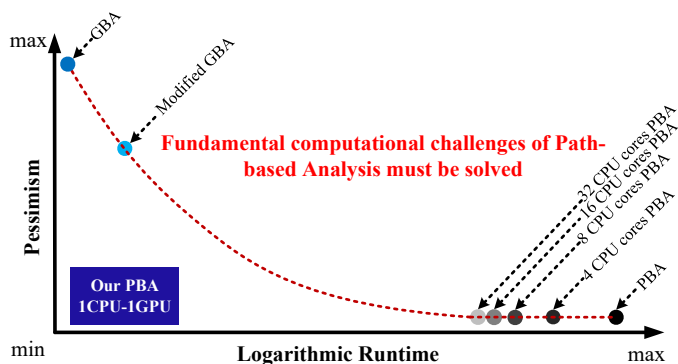 max
GBA
Modified GBA
Fundamental computational challenges of Path-
based Analysis must be solved
32 CPU cores PBA
16 CPU cores PBA
8 CPU cores PBA
4 CPU cores PBA
PBA
Pessimism
Our PBA
1CPU-1GPU
min
Logarithmic Runtime
max